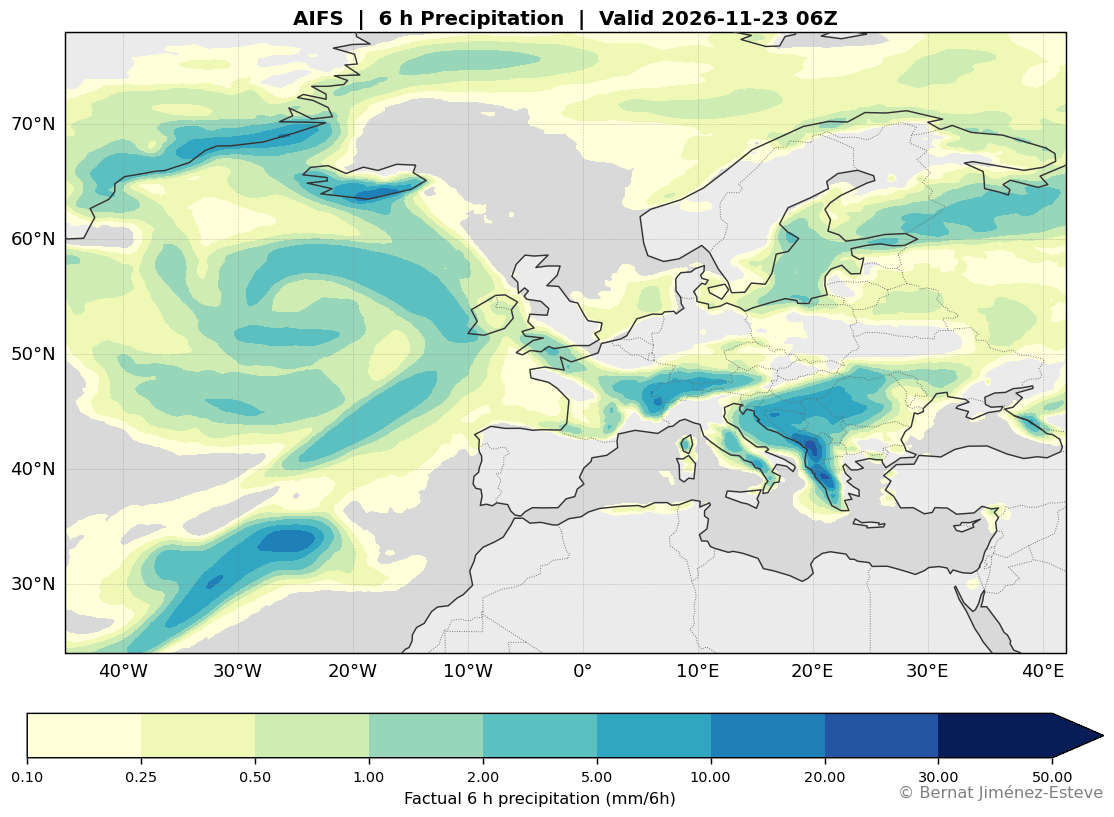 AIFS | 6 h Precipitation | Valid 2026-11-23 06Z
70°N
60°N
50°N
40°N
30°N
40°W 30°W 20°W 10°W 0° 10°E 20°E 30°E 40°E
0.10 0.25 0.50 1.00 2.00 5.00 10.00 20.00 30.00 50.00
Factual 6 h precipitation (mm/6h)
© Bernat Jiménez-Esteve